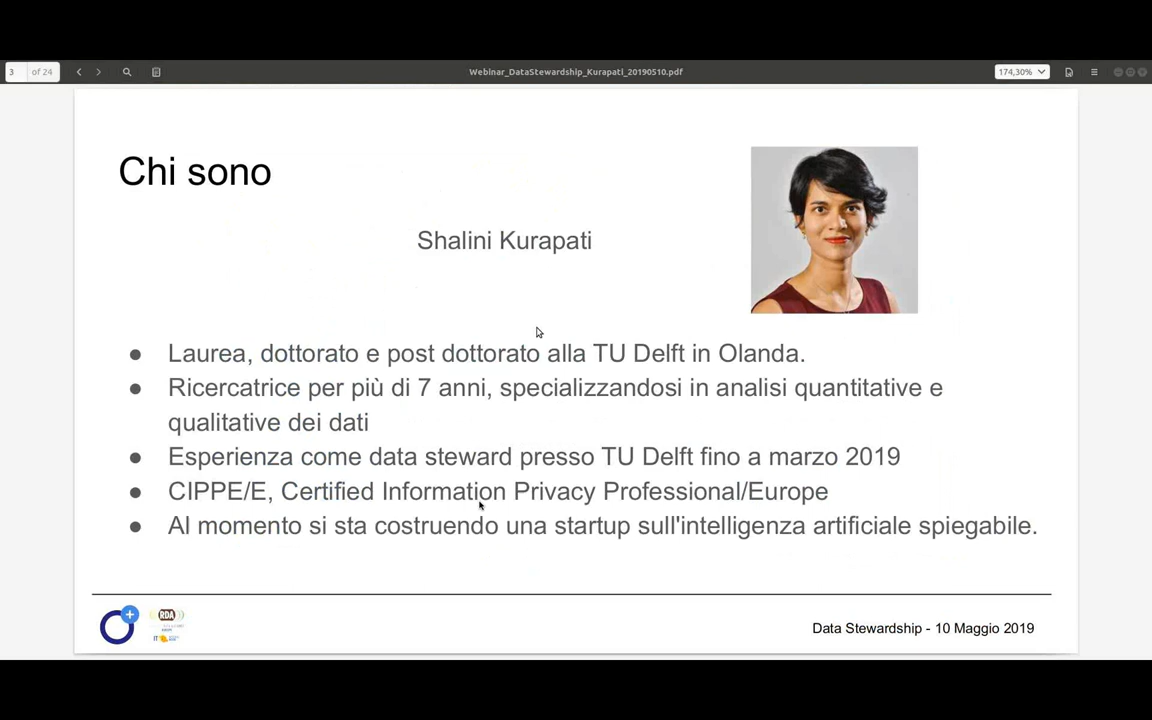 3 of 24
Webinar_DataStewardship_Kurapati_20190510.pdf
174,30%
Chi sono
Shalini Kurapati
● Laurea, dottorato e post dottorato alla TU Delft in Olanda.
● Ricercatrice per più di 7 anni, specializzandosi in analisi quantitative e
qualitative dei dati
● Esperienza come data steward presso TU Delft fino a marzo 2019
● CIPPE/E, Certified Information Privacy Professional/Europe
● Al momento si sta costruendo una startup sull'intelligenza artificiale spiegabile.
RDA
IT
Data Stewardship - 10 Maggio 2019